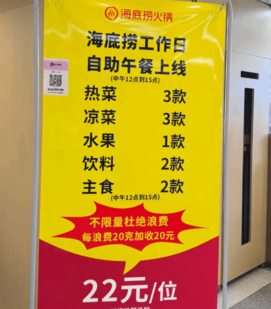 海底捞火锅
海底捞工作日
自助午餐上线
(中午12点到15点)
热菜 3款
凉菜 3款
水果 1款
饮料 2款
主食 2款
(中午12点到15点)
不限量杜绝浪费
每浪费20克加收20元
22元/位